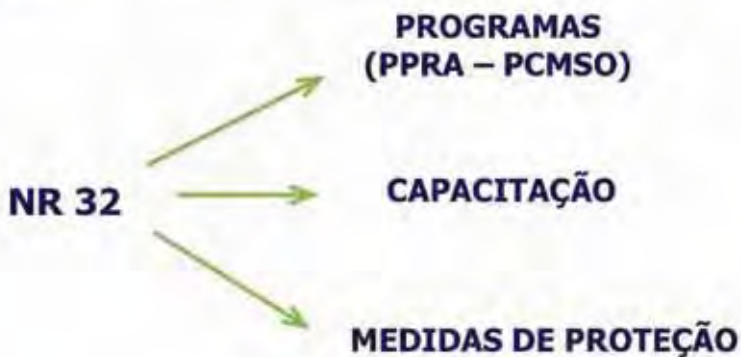 PROGRAMAS
(PPRA – PCMSO)
NR 32
CAPACITAÇÃO
MEDIDAS DE PROTEÇÃO